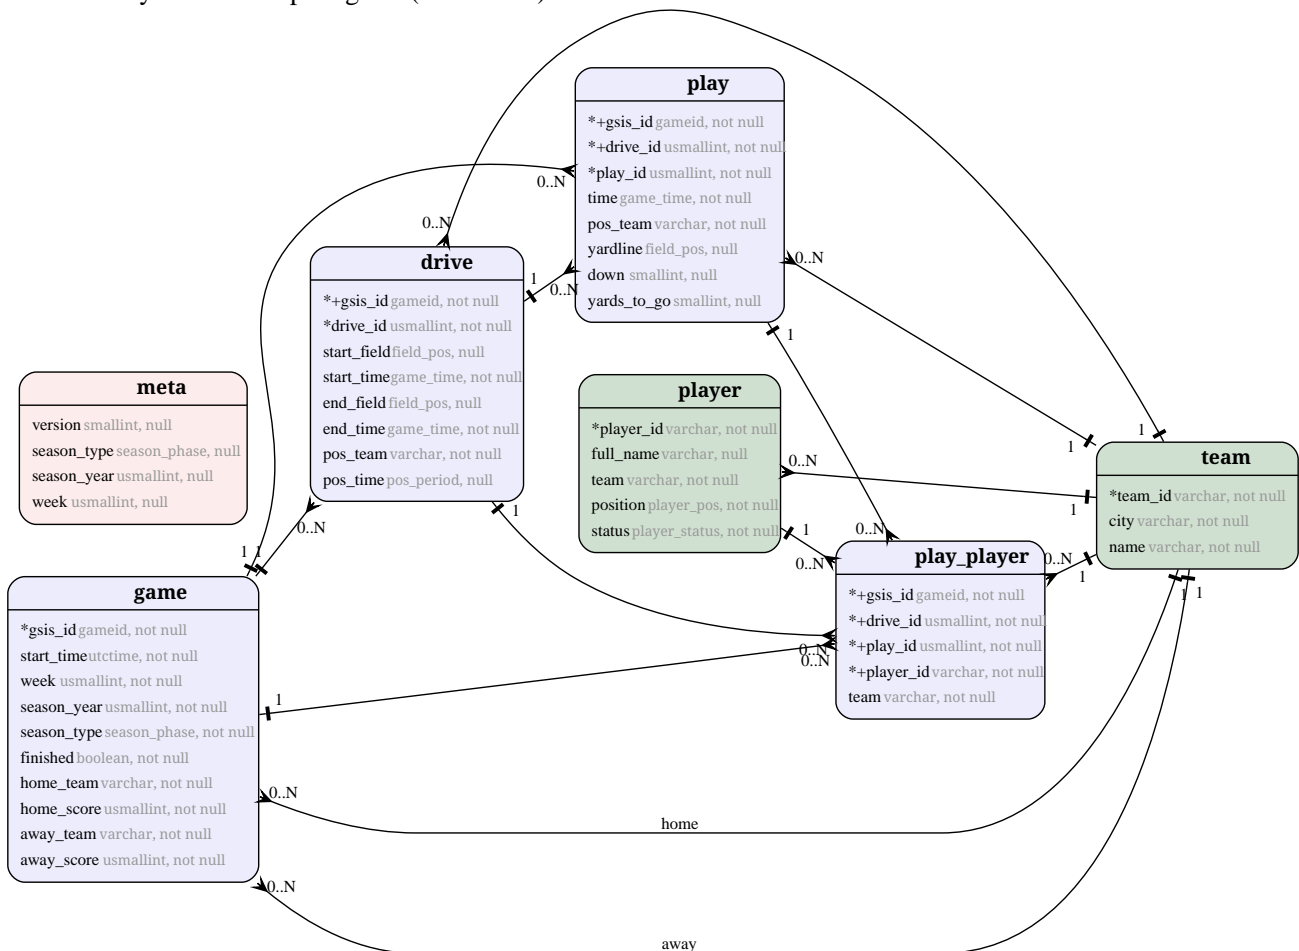 play
*+gsis_id gameid, not null
*+drive_id usmallint, not null
*play_id usmallint, not null
time game_time, not null
pos_team varchar, not null
yardline field_pos, null
down smallint, null
yards_to_go smallint, null
0..N
0..N
0..N
1
0..N
1
drive
*+gsis_id gameid, not null
*drive_id usmallint, not null
start_field field_pos, null
start_time game_time, not null
end_field field_pos, null
end_time game_time, not null
pos_team varchar, not null
pos_time pos_period, null
0..N
1
meta
version smallint, null
season_type season_phase, null
season_year usmallint, null
week usmallint, null
player
*player_id varchar, not null
full_name varchar, null
team varchar, not null
position player_pos, not null
status player_status, not null
0..N
1
0..N
0..N
1
1
1
team
*team_id varchar, not null
city varchar, not null
name varchar, not null
0..N
1
1
1
play_player
*+gsis_id gameid, not null
*+drive_id usmallint, not null
*+play_id usmallint, not null
*+player_id varchar, not null
team varchar, not null
0..N
0..N
1
1
game
*gsis_id gameid, not null
start_time utctime, not null
week usmallint, not null
season_year usmallint, not null
season_type season_phase, not null
finished boolean, not null
home_team varchar, not null
home_score usmallint, not null
away_team varchar, not null
away_score usmallint, not null
1
0..N
home
0..N
away